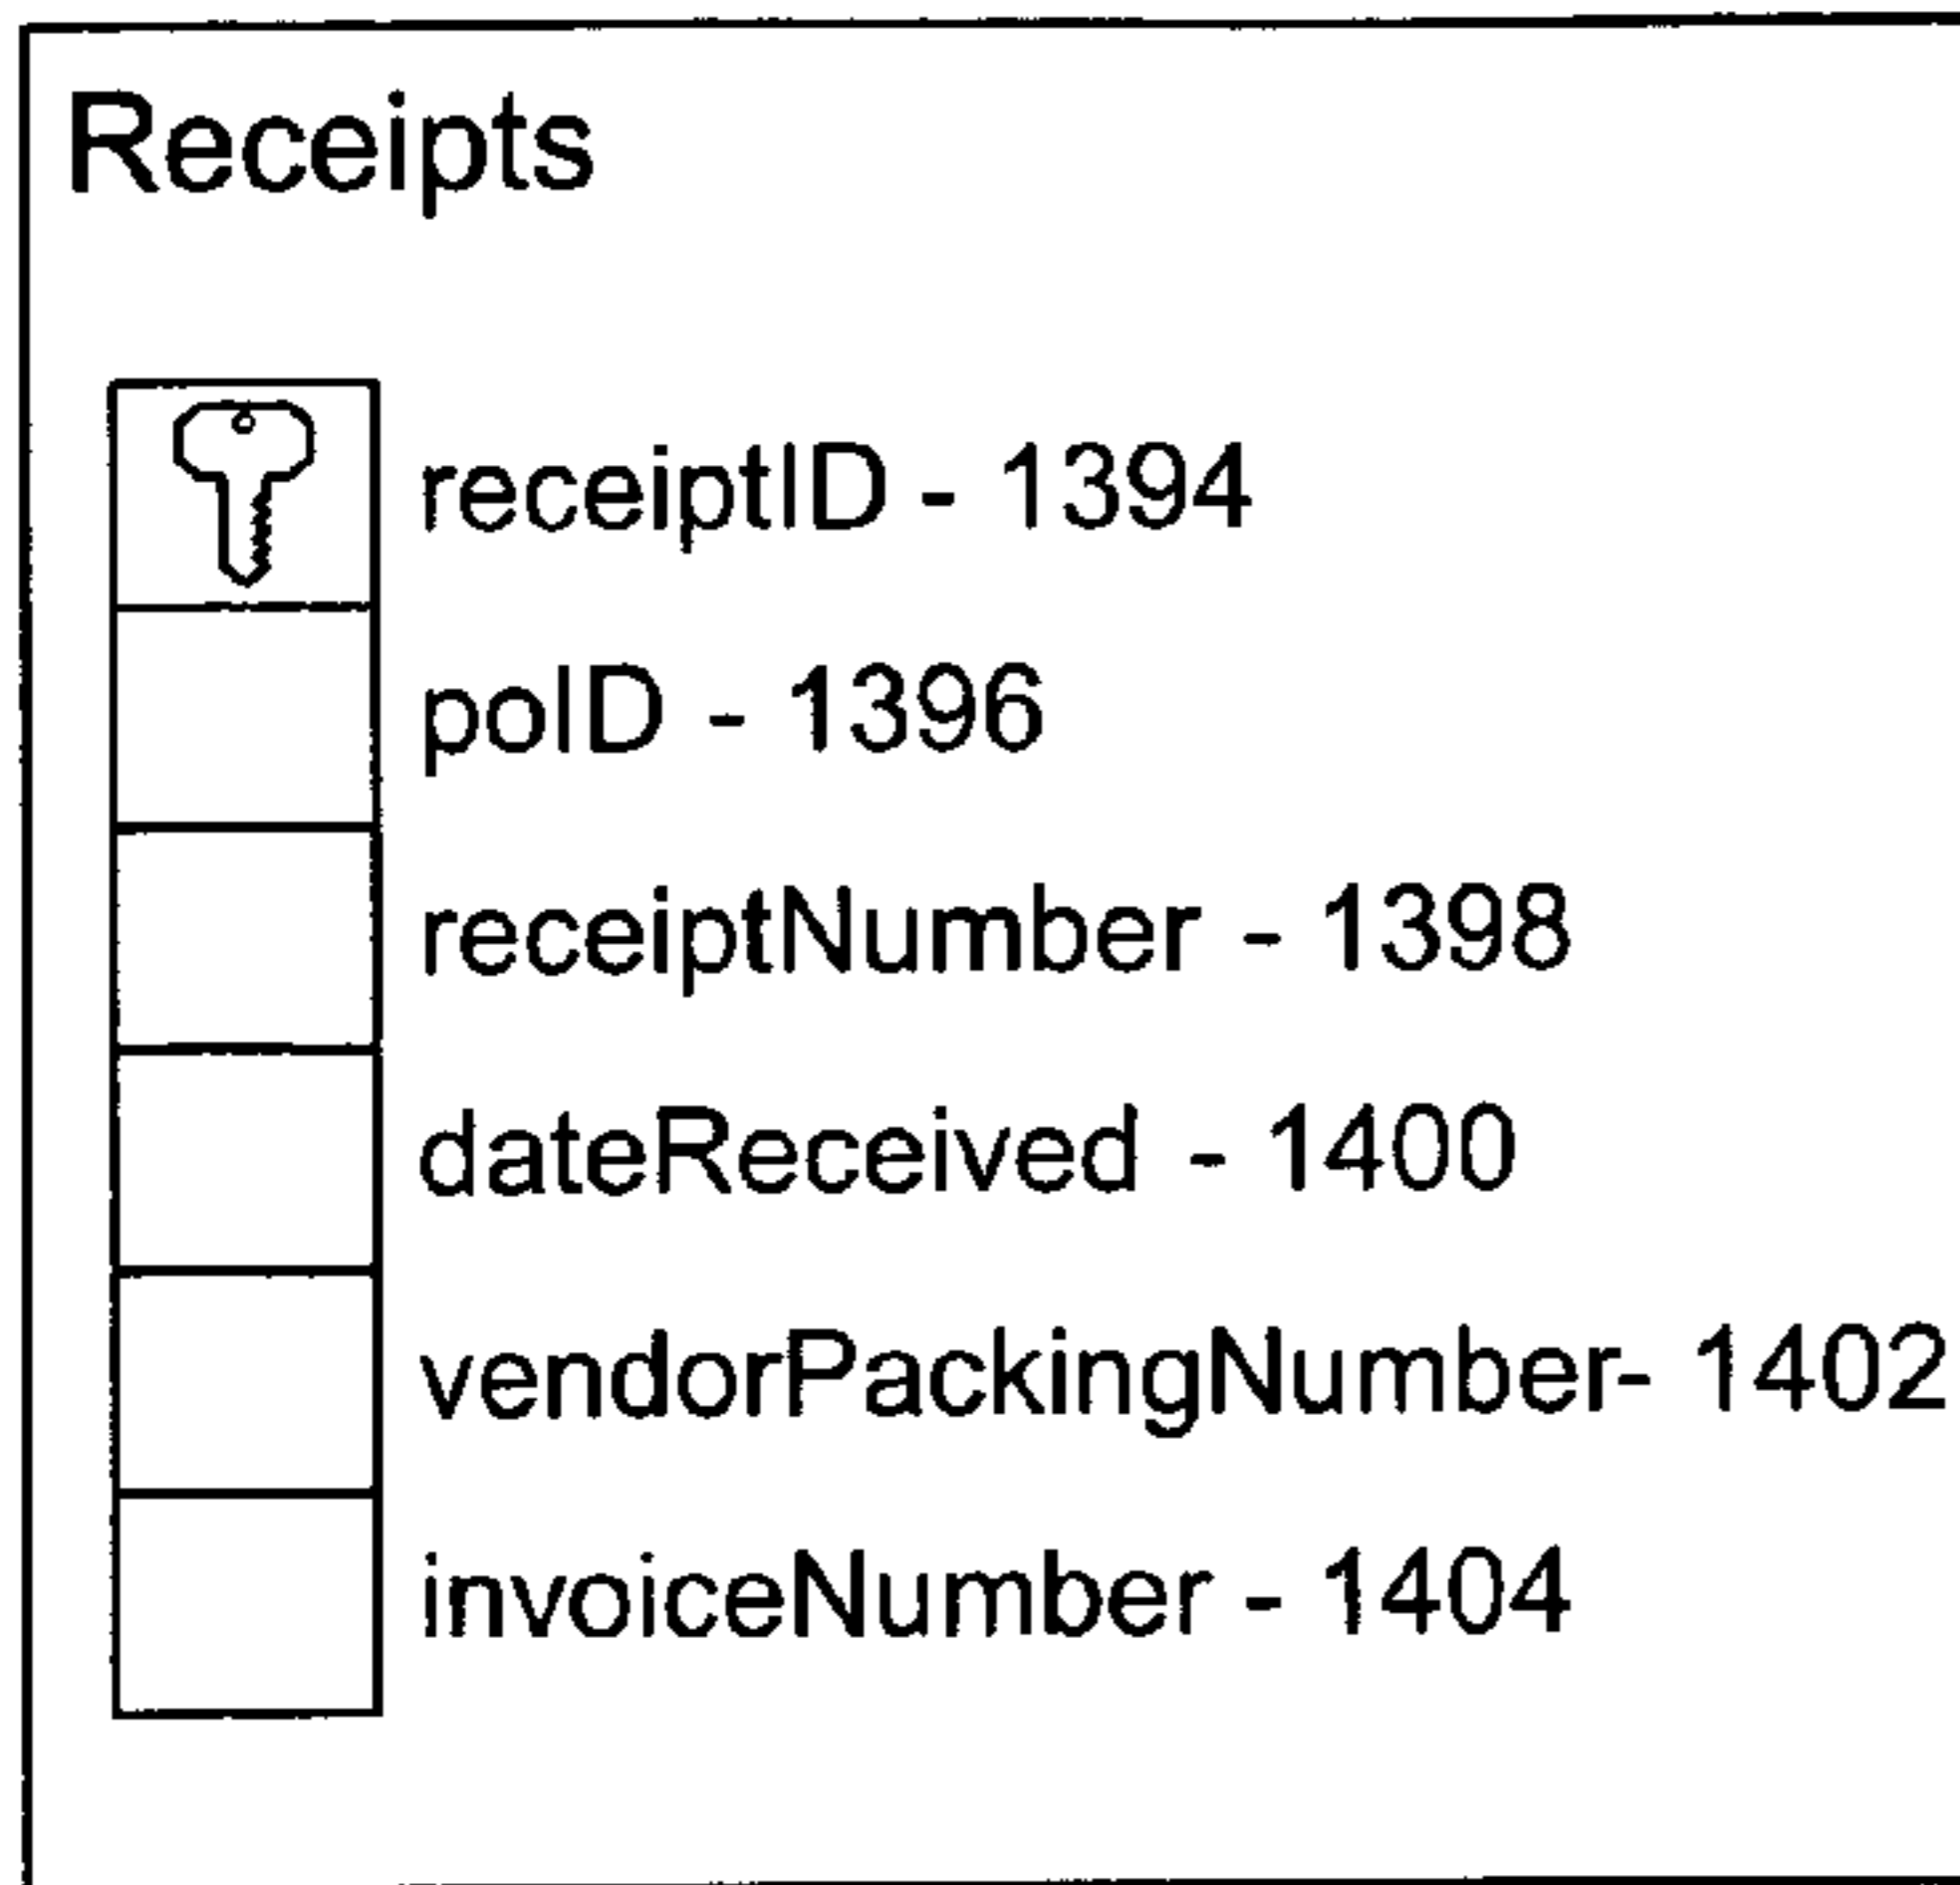 Receipts
receiptID - 1394
poID - 1396
receiptNumber - 1398
dateReceived - 1400
vendorPackingNumber- 1402
invoiceNumber - 1404